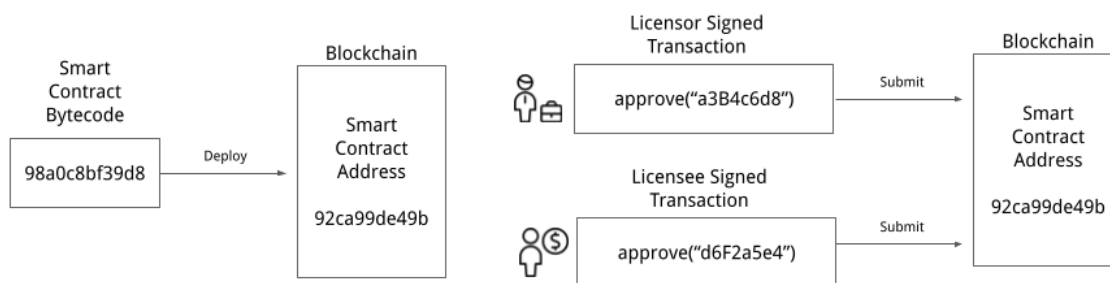 Smart
Contract
Bytecode
98a0c8bf39d8
Deploy
Blockchain
Smart
Contract
Address
92ca99de49b
Licensor Signed
Transaction
approve(“a3B4c6d8”)
Submit
Licensee Signed
Transaction
$
approve(“d6F2a5e4”)
Submit
Blockchain
Smart
Contract
Address
92ca99de49b